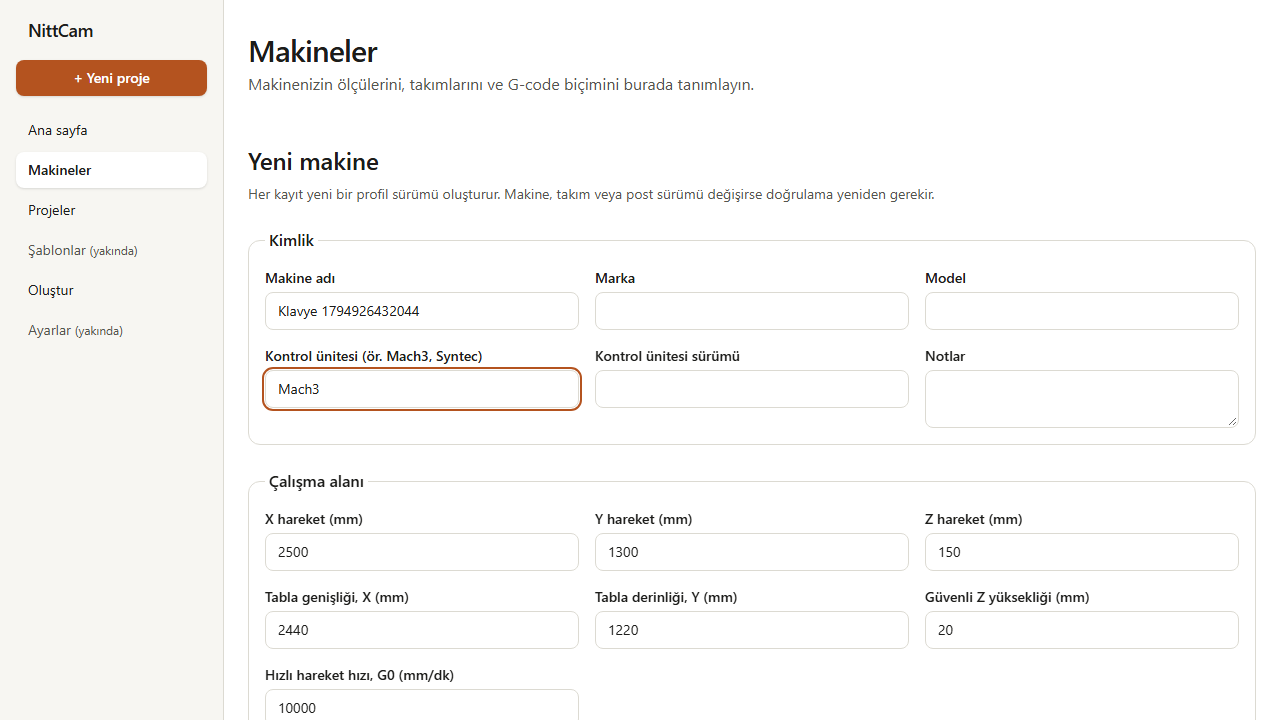 NittCam
+ Yeni proje
Ana sayfa
Makineler
Projeler
Şablonlar (yakında)
Oluştur
Ayarlar (yakında)
Makineler
Makinenizin ölçülerini, takımlarını ve G-code biçimini burada tanımlayın.
Yeni makine
Her kayıt yeni bir profil sürümü oluşturur. Makine, takım veya post sürümü değişirse doğrulama yeniden gerekir.
Kimlik
Makine adı
Klavye 1794926432044
Marka
Model
Kontrol ünitesi (ör. Mach3, Syntec)
Mach3
Kontrol ünitesi sürümü
Notlar
Çalışma alanı
X hareket (mm)
2500
Y hareket (mm)
1300
Z hareket (mm)
150
Tabla genişliği, X (mm)
2440
Tabla derinliği, Y (mm)
1220
Güvenli Z yüksekliği (mm)
20
Hızlı hareket hızı, G0 (mm/dk)
10000